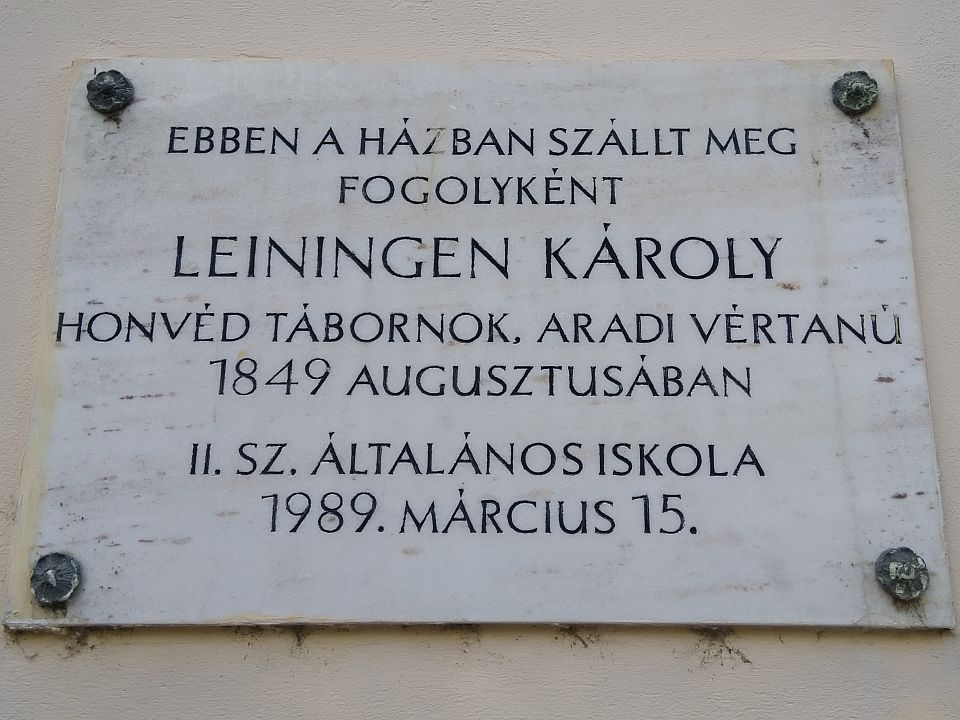 EBBEN A HÁZBAN SZÁLLT MEG
FOGOLYKÉNT
LEININGEN KÁROLY
HONVÉD TÁBORNOK, ARADI VÉRTANÚ
1849 AUGUSZTUSÁBAN
II. SZ. ÁLTALÁNOS ISKOLA
1989. MÁRCIUS 15.